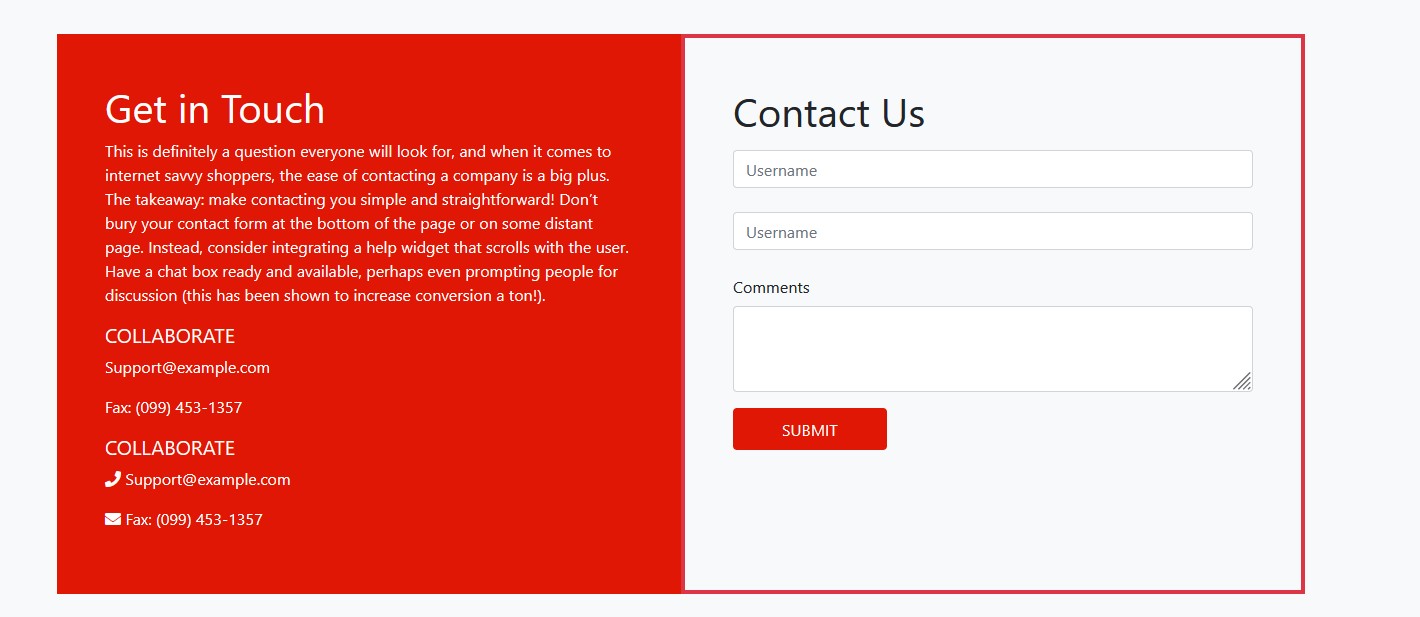 Get in Touch
This is definitely a question everyone will look for, and when it comes to
internet savvy shoppers, the ease of contacting a company is a big plus.
The takeaway: make contacting you simple and straightforward! Don’t
bury your contact form at the bottom of the page or on some distant
page. Instead, consider integrating a help widget that scrolls with the user.
Have a chat box ready and available, perhaps even prompting people for
discussion (this has been shown to increase conversion a ton!).
COLLABORATE
Support@example.com
Fax: (099) 453-1357
COLLABORATE
Support@example.com
Fax: (099) 453-1357
Contact Us
Username
Username
Comments
SUBMIT